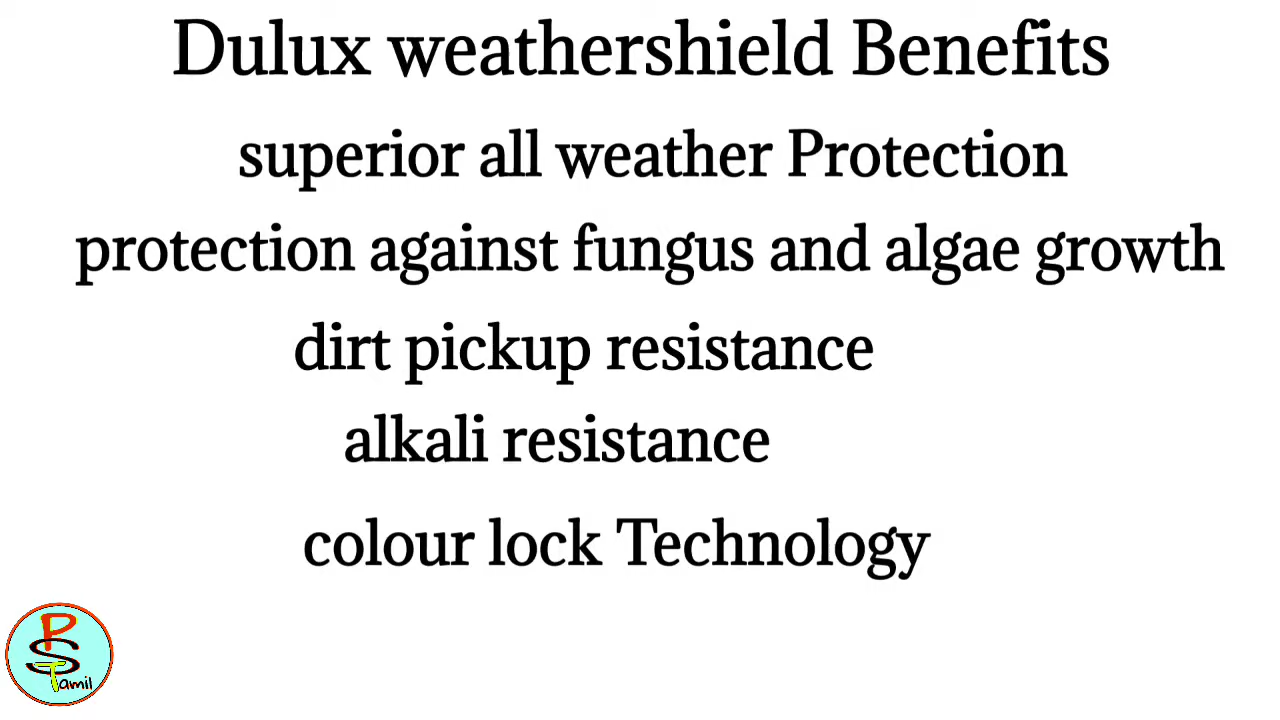 Dulux weathershield Benefits
superior all weather Protection
protection against fungus and algae growth
dirt pickup resistance
alkali resistance
colour lock Technology
P
S
Tamil